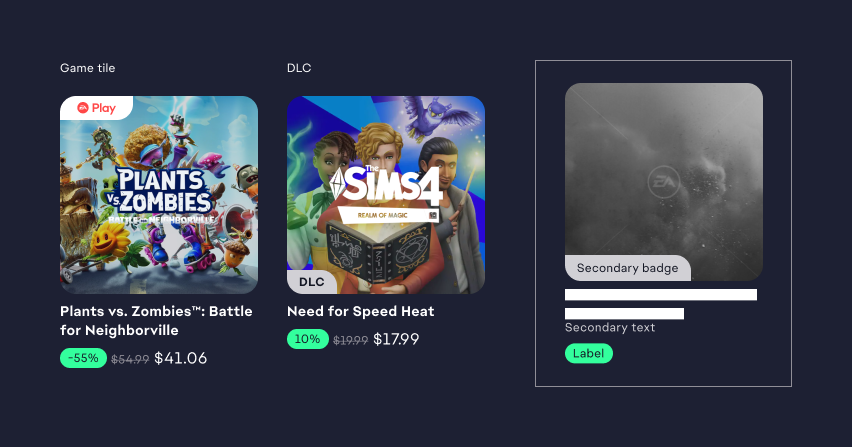 Game tile
EA Play
PLANTS
VS. ZOMBIES
BATTLE FOR NEIGHBORVILLE
Plants vs. Zombies™: Battle
for Neighborville
-55% $54.99 $41.06
DLC
The
SIMS 4
REALM OF MAGIC
DLC
Need for Speed Heat
10% $19.99 $17.99
EA
Secondary badge
Secondary text
Label